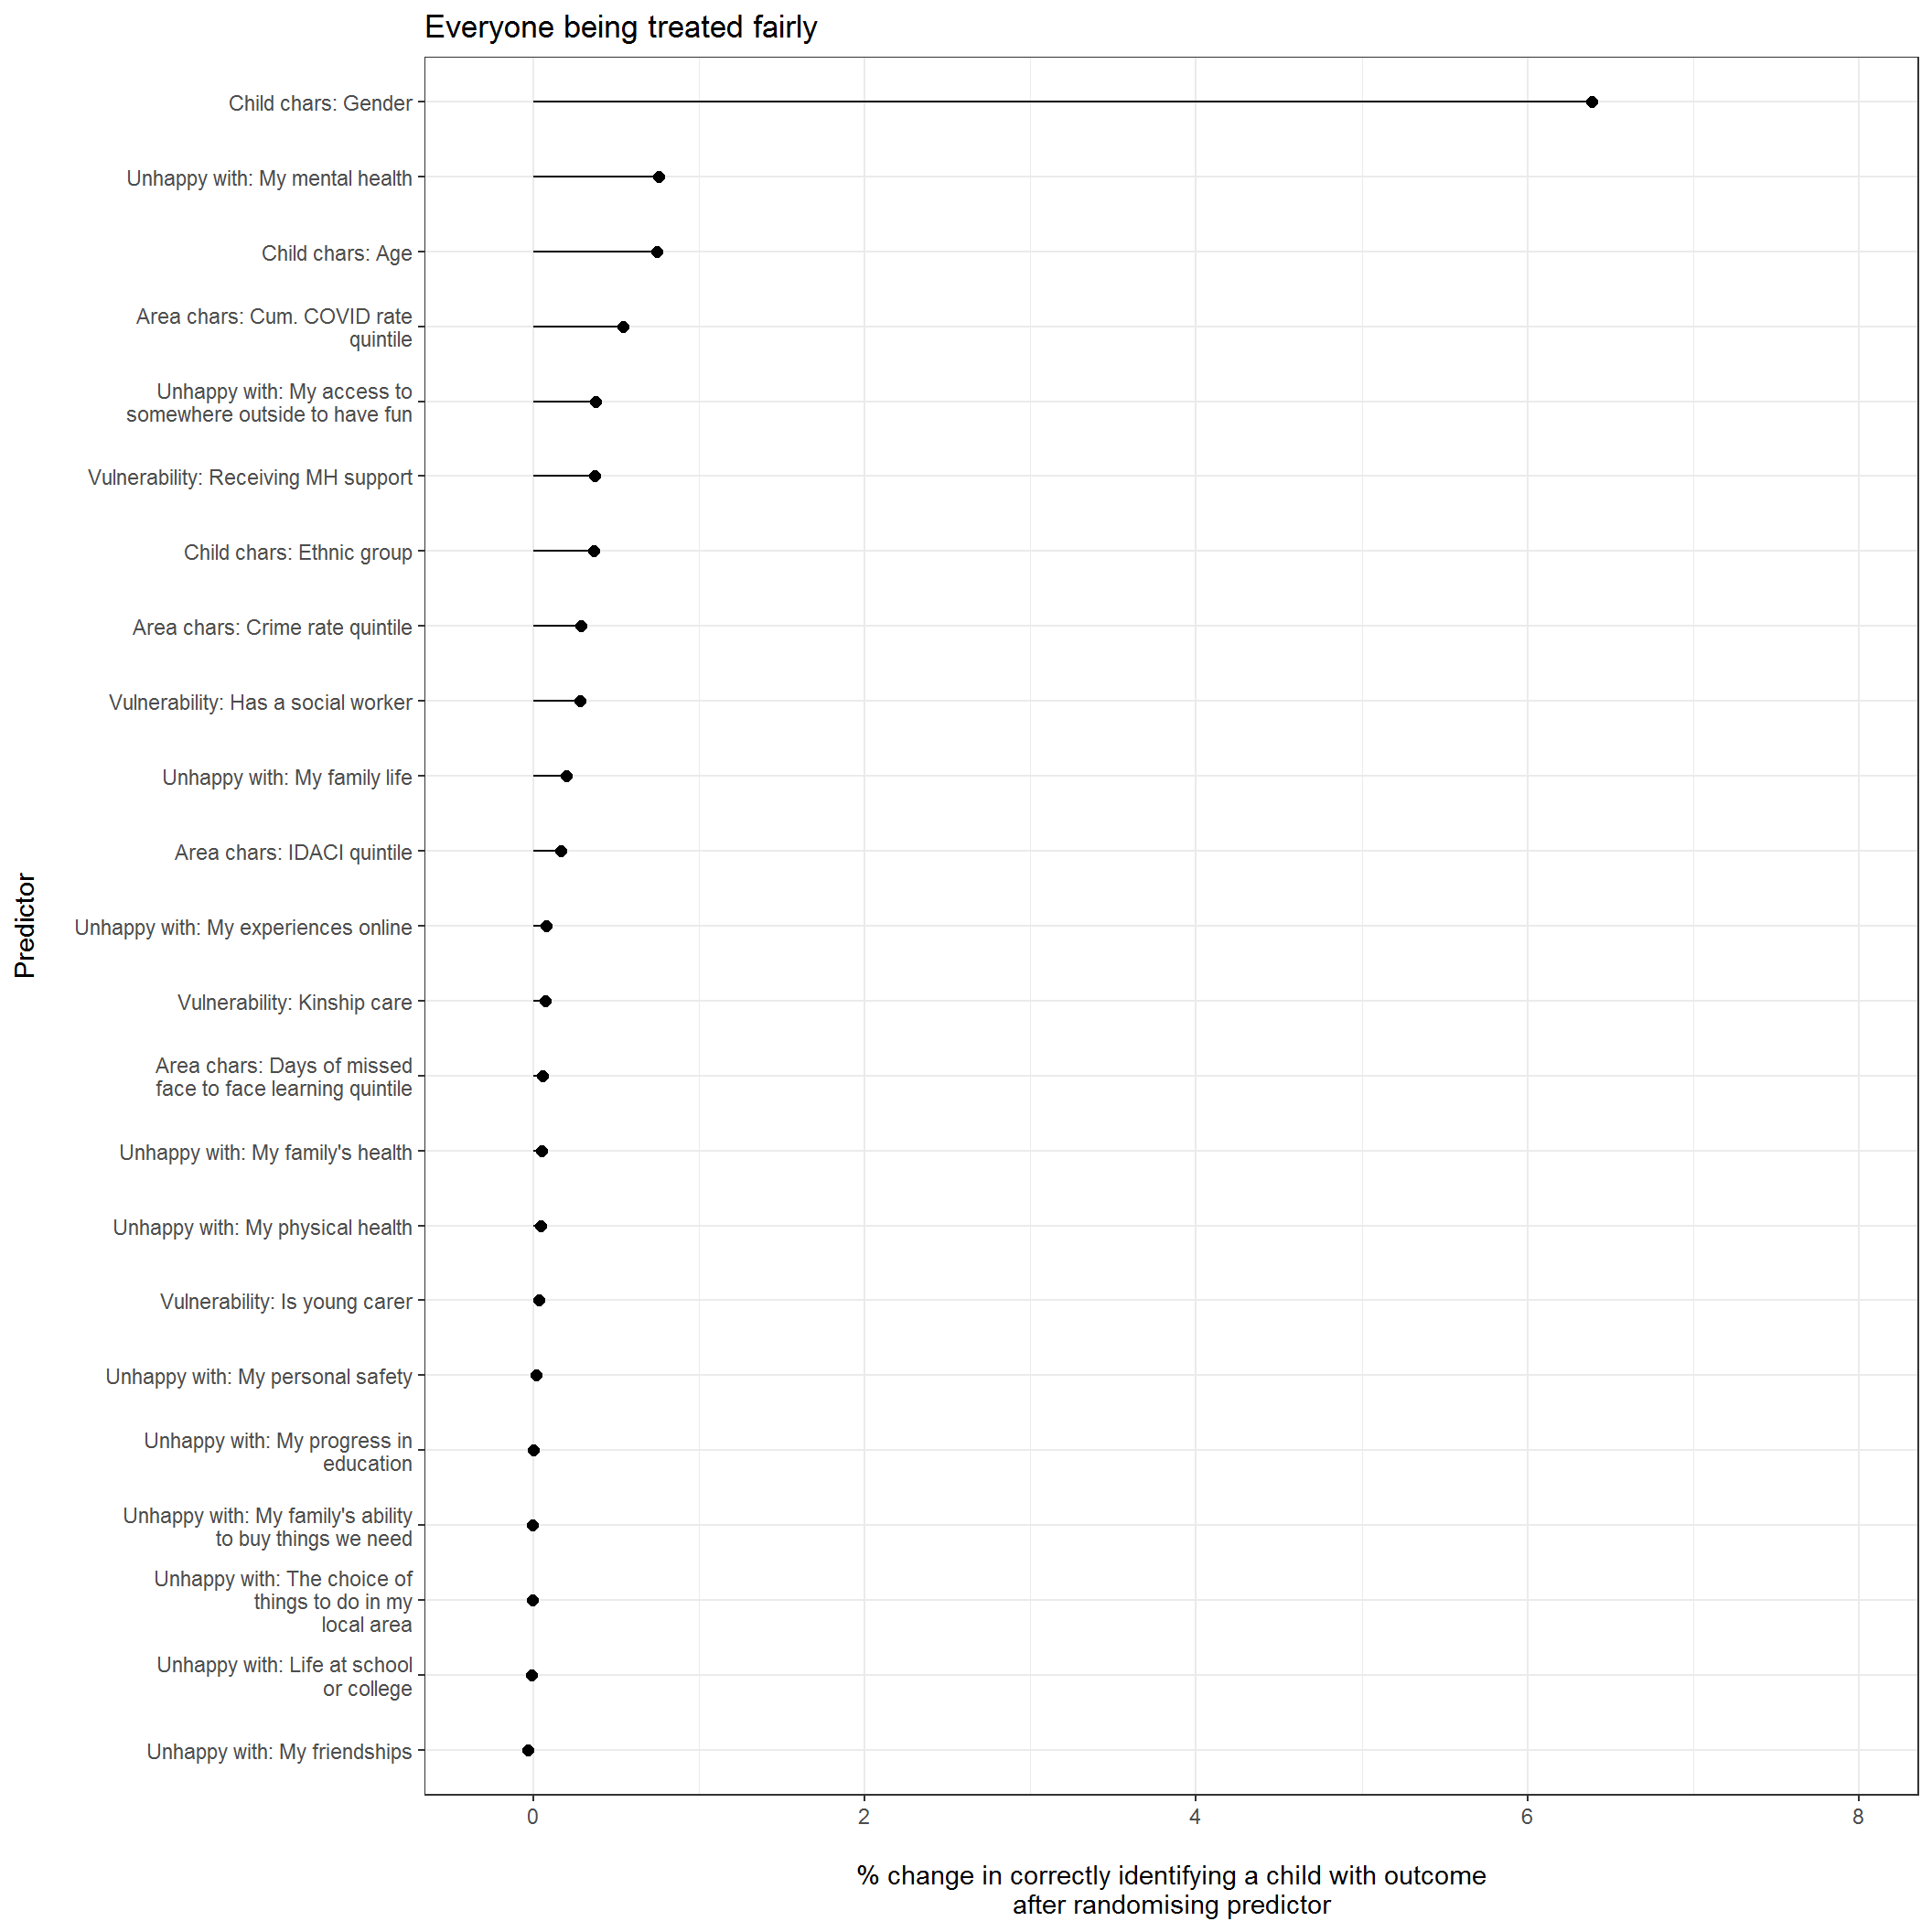 Everyone being treated fairly
Child chars: Gender
Unhappy with: My mental health
Child chars: Age
Area chars: Cum. COVID rate
quintile
Unhappy with: My access to
somewhere outside to have fun
Vulnerability: Receiving MH support
Child chars: Ethnic group
Area chars: Crime rate quintile
Vulnerability: Has a social worker
Unhappy with: My family life
Area chars: IDACI quintile
Unhappy with: My experiences online
Vulnerability: Kinship care
Area chars: Days of missed
face to face learning quintile
Unhappy with: My family's health
Unhappy with: My physical health
Vulnerability: Is young carer
Unhappy with: My personal safety
Unhappy with: My progress in
education
Unhappy with: My family's ability
to buy things we need
Unhappy with: The choice of
things to do in my
local area
Unhappy with: Life at school
or college
Unhappy with: My friendships
Predictor
0 2 4 6 8
% change in correctly identifying a child with outcome
after randomising predictor